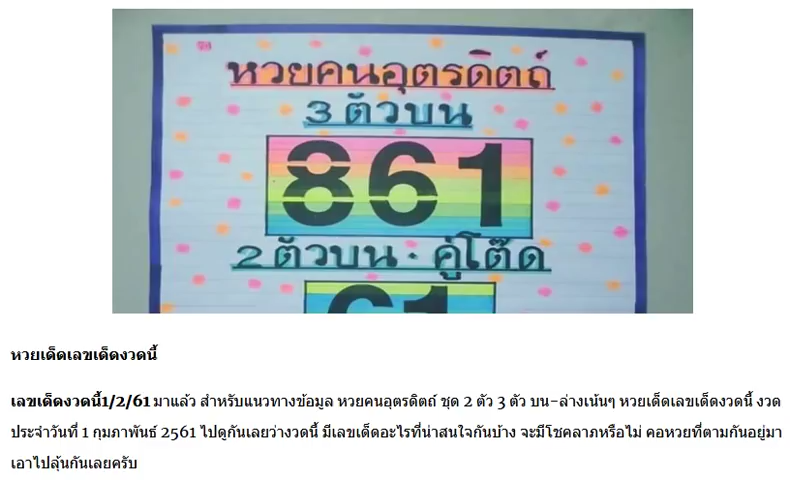 หวยคนอุตรดิตถ์
3 ตัวบน
861
2 ตัวบน · คู่โต๊ด
61
หวยเด็ดเลขเด็ดงวดนี้
เลขเด็ดงวดนี้1/2/61 มาแล้ว สำหรับแนวทางข้อมูล หวยคนอุตรดิตถ์ ชุด 2 ตัว 3 ตัว บน-ล่างเน้นๆ หวยเด็ดเลขเด็ดงวดนี้ งวด
ประจำวันที่ 1 กุมภาพันธ์ 2561 ไปดูกันเลยว่างวดนี้ มีเลขเด็ดอะไรที่น่าสนใจกันบ้าง จะมีโชคลาภหรือไม่ คอหวยที่ตามกันอยู่มา
เอาไปลุ้นกันเลยครับ